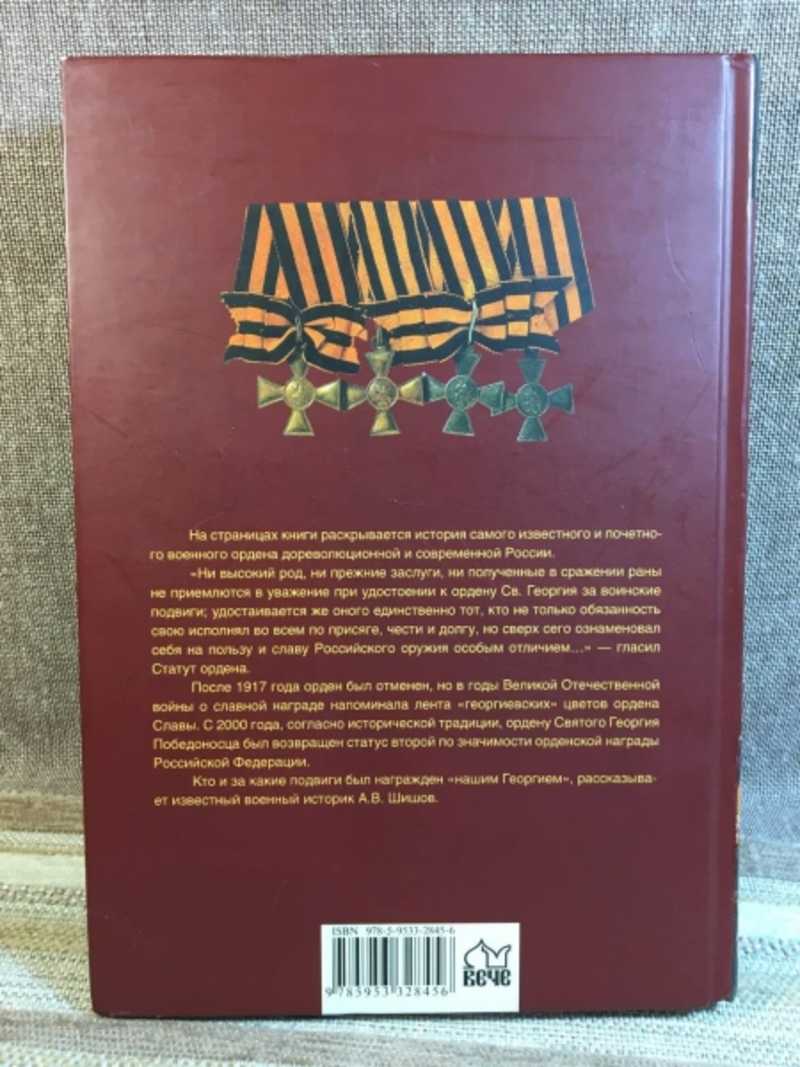 На страницах книги раскрывается история самого известного и почетно-
го военного ордена дореволюционной и современной России.
«Ни высокий род, ни прежние заслуги, ни полученные в сражении раны
не приемлются в уважение при удостоении к ордену Св. Георгия за воинские
подвиги; удостаивается же оного единственно тот, кто не только обязанность
свою исполнял во всем по присяге, чести и долгу, но сверх сего ознаменовал
себя на пользу и славу Российского оружия особым отличием...» — гласил
Статут ордена.
После 1917 года орден был отменен, но в годы Великой Отечественной
войны о славной награде напоминала лента «георгиевских» цветов ордена
Славы. С 2000 года, согласно исторической традиции, ордену Святого Георгия
Победоносца был возвращен статус второй по значимости орденской награды
Российской Федерации.
Кто и за какие подвиги был награжден «нашим Георгием», рассказыва-
ет известный военный историк А.В. Шишов.
ISBN 978-5-9533-2845-6
9 785953 328456
ВЕЧЕ